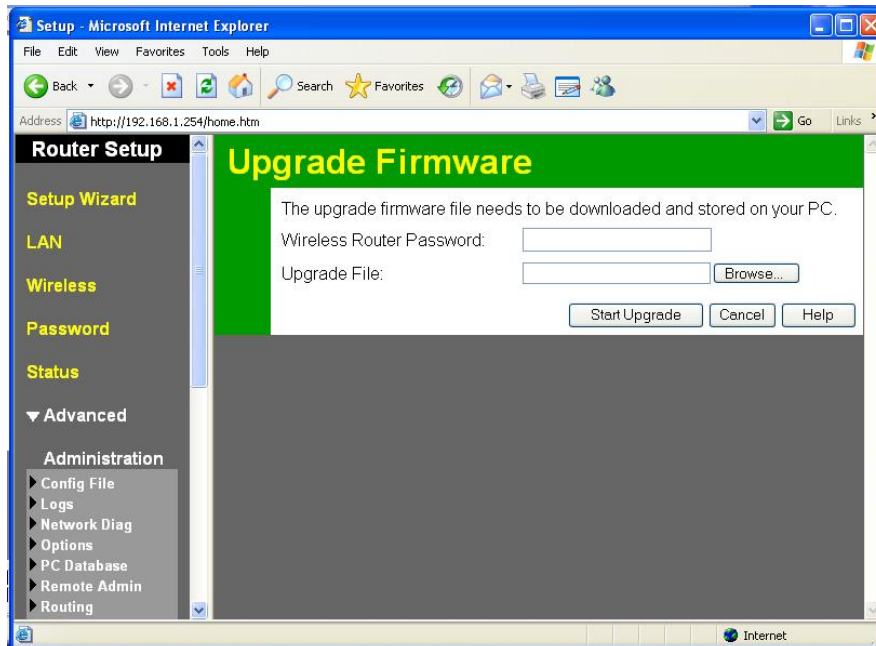 Setup - Microsoft Internet Explorer
File Edit View Favorites Tools Help
Back Search Favorites
Address http://192.168.1.254/home.htm Go Links
Router Setup
Setup Wizard
LAN
Wireless
Password
Status
Advanced
Administration
Config File
Logs
Network Diag
Options
PC Database
Remote Admin
Routing
Upgrade Firmware
The upgrade firmware file needs to be downloaded and stored on your PC.
Wireless Router Password:
Upgrade File: Browse...
Start Upgrade Cancel Help
Internet